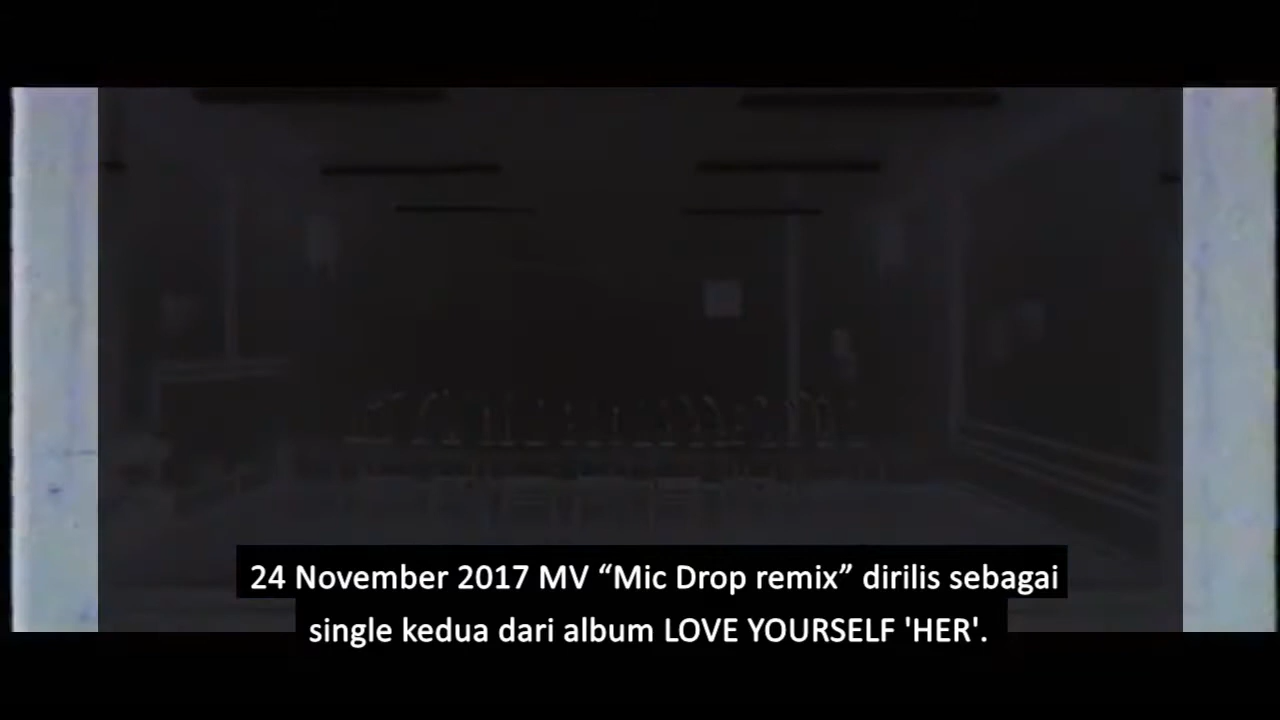 24 November 2017 MV “Mic Drop remix” dirilis sebagai
single kedua dari album LOVE YOURSELF 'HER'.